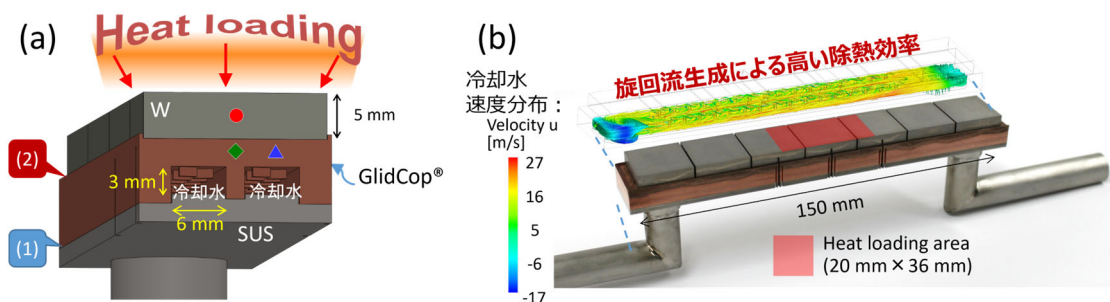 (a)
Heat loading
W
5 mm
(2)
3 mm
冷却水
冷却水
GlidCop®
6 mm
(1)
SUS
(b)
旋回流生成による高い除熱効率
冷却水
速度分布：
Velocity u
[m/s]
27
16
5
-6
-17
150 mm
Heat loading area
(20 mm × 36 mm)